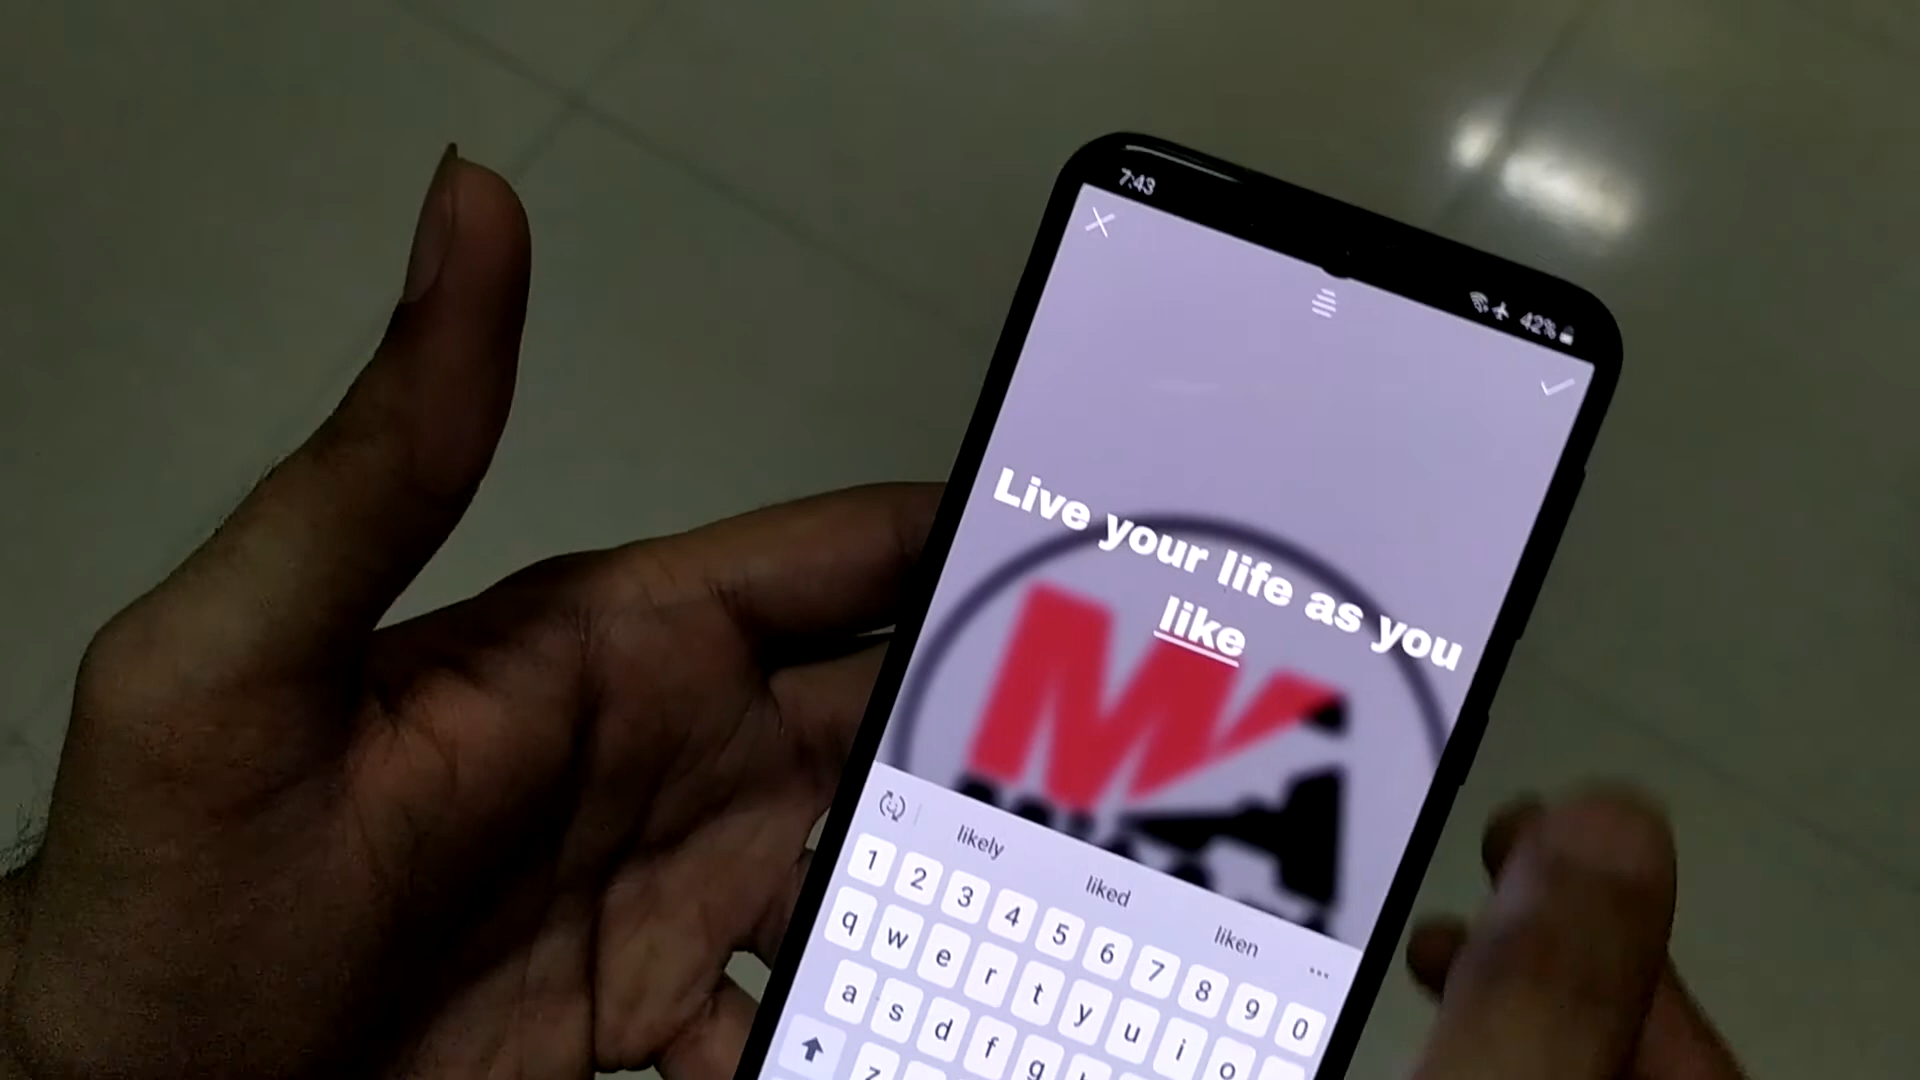 7:43
42%
Live your life as you
like
likely liked liken
1 2 3 4 5 6 7 8 9 0
q w e r t y u i o
a s d f g
z